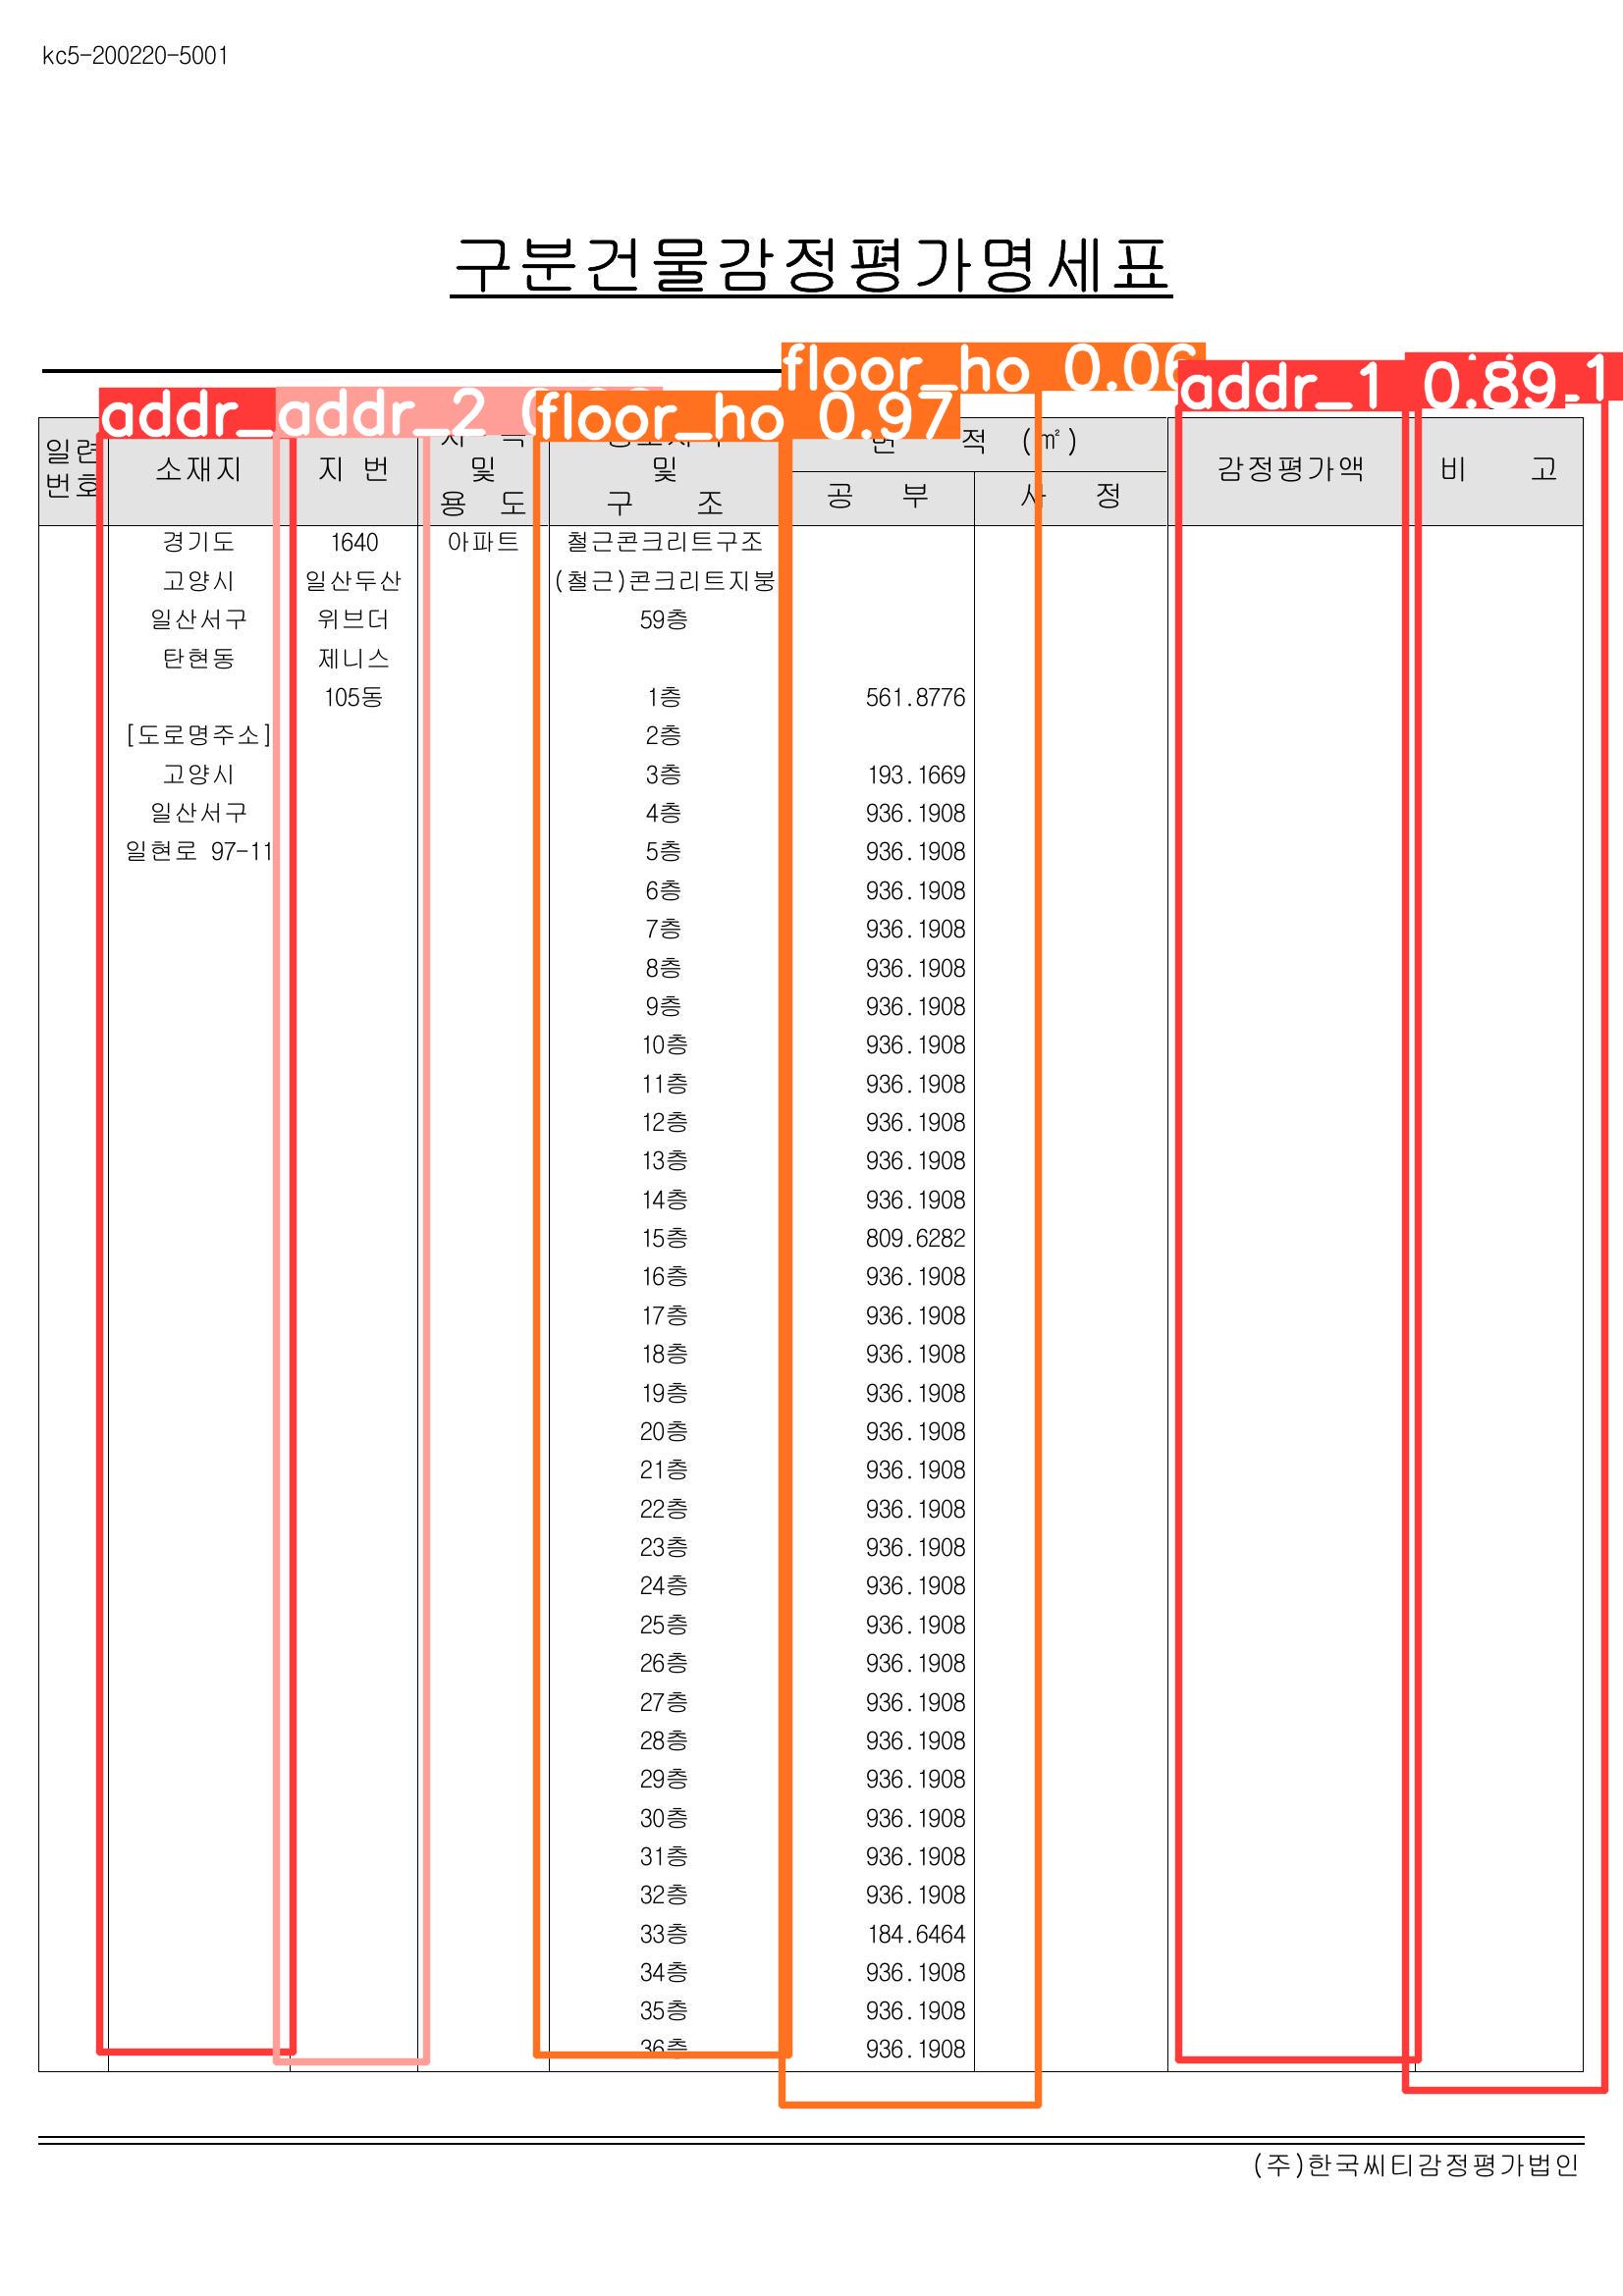 kc5-200220-5001
구분건물감정평가명세표
floor_ho 0.06
addr_1 0.89
addr_ addr_2 floor_ho 0.97
일련 번호 소재지 지 번 및 용 도 및 구 조 적 (㎡) 공 부 정 감정평가액 비 고
경기도 1640 아파트 철근콘크리트구조
고양시 일산두산 (철근)콘크리트지붕
일산서구 위브더 59층
탄현동 제니스
105동 1층 561.8776
[도로명주소] 2층
고양시 3층 193.1669
일산서구 4층 936.1908
일현로 97-11 5층 936.1908
6층 936.1908
7층 936.1908
8층 936.1908
9층 936.1908
10층 936.1908
11층 936.1908
12층 936.1908
13층 936.1908
14층 936.1908
15층 809.6282
16층 936.1908
17층 936.1908
18층 936.1908
19층 936.1908
20층 936.1908
21층 936.1908
22층 936.1908
23층 936.1908
24층 936.1908
25층 936.1908
26층 936.1908
27층 936.1908
28층 936.1908
29층 936.1908
30층 936.1908
31층 936.1908
32층 936.1908
33층 184.6464
34층 936.1908
35층 936.1908
36층 936.1908
(주)한국씨티감정평가법인